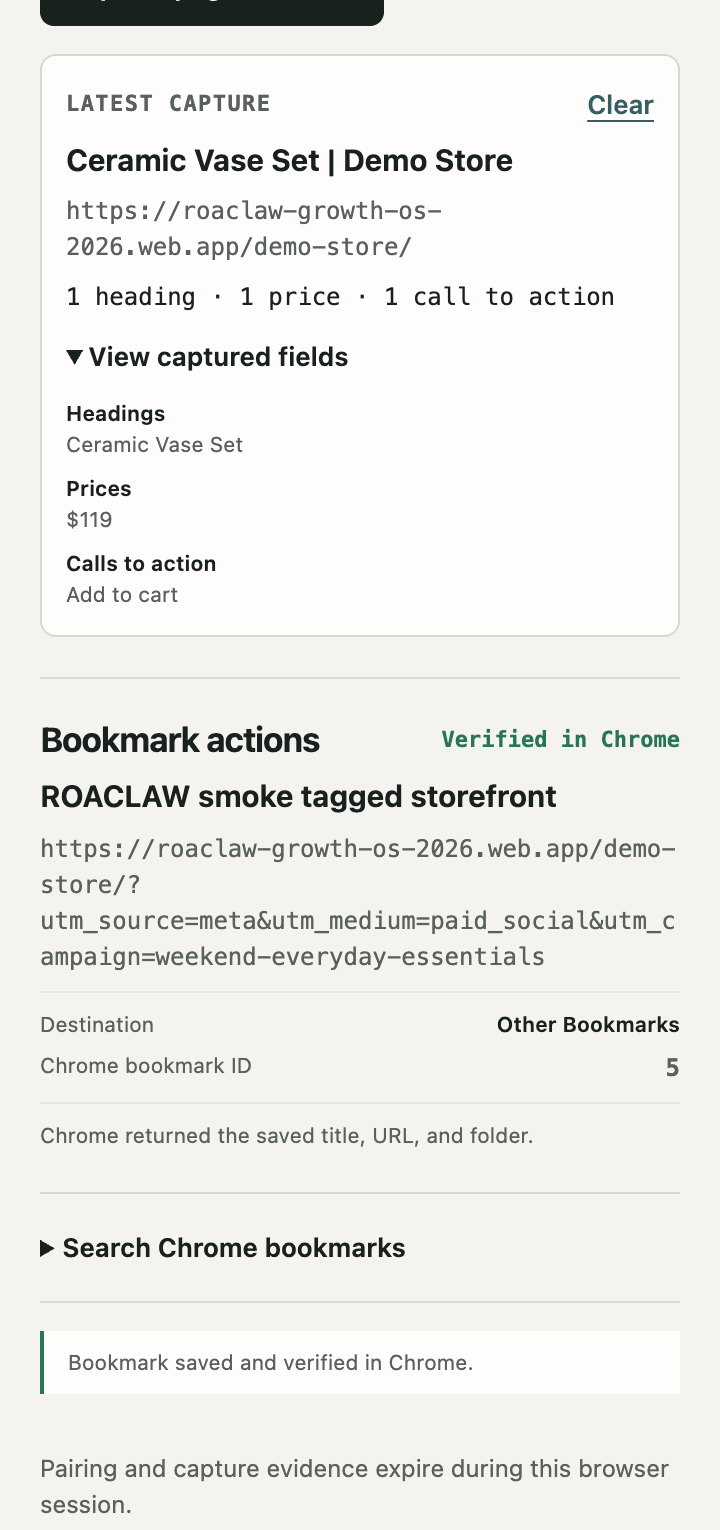 LATEST CAPTURE
Clear
Ceramic Vase Set | Demo Store
https://roaclaw-growth-os-
2026.web.app/demo-store/
1 heading · 1 price · 1 call to action
▼ View captured fields
Headings
Ceramic Vase Set
Prices
$119
Calls to action
Add to cart
Bookmark actions
Verified in Chrome
ROACLAW smoke tagged storefront
https://roaclaw-growth-os-2026.web.app/demo-
store/?
utm_source=meta&utm_medium=paid_social&utm_c
ampaign=weekend-everyday-essentials
Destination
Other Bookmarks
Chrome bookmark ID
5
Chrome returned the saved title, URL, and folder.
▶ Search Chrome bookmarks
Bookmark saved and verified in Chrome.
Pairing and capture evidence expire during this browser
session.